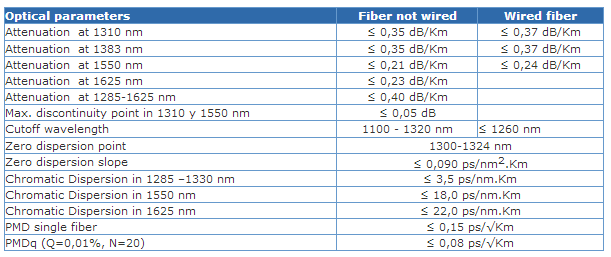 Optical parameters Fiber not wired Wired fiber
Attenuation at 1310 nm ≤ 0,35 dB/Km ≤ 0,37 dB/Km
Attenuation at 1383 nm ≤ 0,35 dB/Km ≤ 0,37 dB/Km
Attenuation at 1550 nm ≤ 0,21 dB/Km ≤ 0,24 dB/Km
Attenuation at 1625 nm ≤ 0,23 dB/Km
Attenuation at 1285-1625 nm ≤ 0,40 dB/Km
Max. discontinuity point in 1310 y 1550 nm ≤ 0,05 dB
Cutoff wavelength 1100 - 1320 nm ≤ 1260 nm
Zero dispersion point 1300-1324 nm
Zero dispersion slope ≤ 0,090 ps/nm².Km
Chromatic Dispersion in 1285 –1330 nm ≤ 3,5 ps/nm.Km
Chromatic Dispersion in 1550 nm ≤ 18,0 ps/nm.Km
Chromatic Dispersion in 1625 nm ≤ 22,0 ps/nm.Km
PMD single fiber ≤ 0,15 ps/√Km
PMDq (Q=0,01%, N=20) ≤ 0,08 ps/√Km